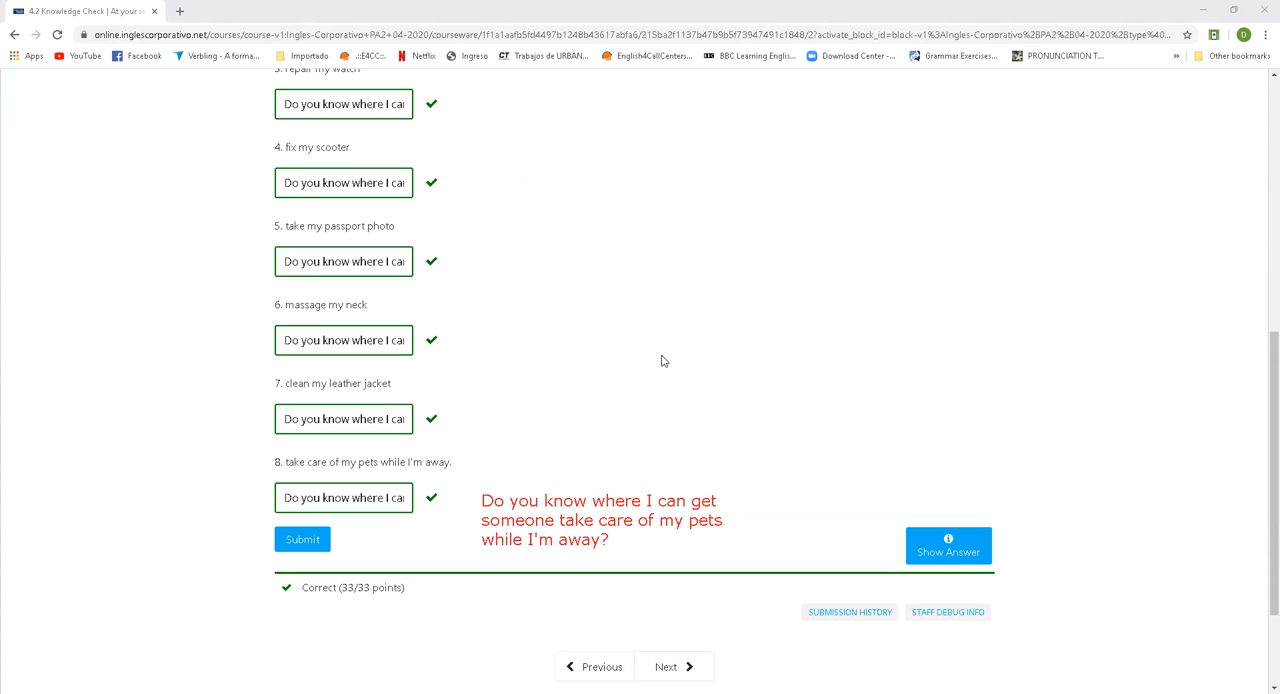 4.2 Knowledge Check | At your se
online.inglescorporativo.net/courses/course-v1:Ingles-Corporativo+PA2+04-2020/courseware/1f1a1aafb5fd4497b1248b43617abfa6/215ba2f1137b47b9b5f73947491c1848/2?activate_block_id=block-v1%3AIngles-Corporativo%2BPA2%2B04-2020%2Btype%40...
D
Apps YouTube Facebook Verbling - A forma... Importado .::E4CC::. Netflix Ingreso CT Trabajos de URBAN... English4CallCenters... BBC Learning Englis... Download Center -... Grammar Exercises... PRONUNCIATION T... » Other bookmarks
3. repair my watch
Do you know where I ca
4. fix my scooter
Do you know where I ca
5. take my passport photo
Do you know where I ca
6. massage my neck
Do you know where I ca
7. clean my leather jacket
Do you know where I ca
8. take care of my pets while I'm away.
Do you know where I ca
Do you know where I can get
someone take care of my pets
while I'm away?
Submit
Show Answer
Correct (33/33 points)
SUBMISSION HISTORY STAFF DEBUG INFO
Previous Next